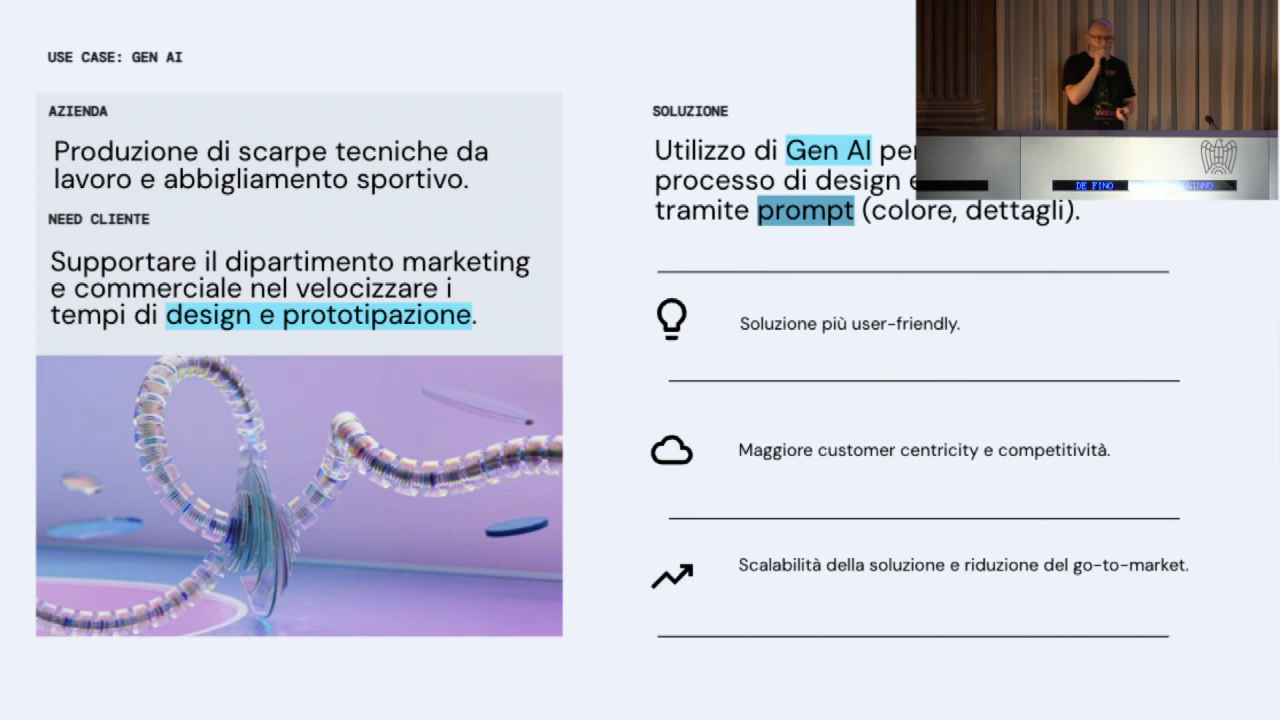 USE CASE: GEN AI
AZIENDA
Produzione di scarpe tecniche da
lavoro e abbigliamento sportivo.
NEED CLIENTE
Supportare il dipartimento marketing
e commerciale nel velocizzare i
tempi di design e prototipazione.
SOLUZIONE
Utilizzo di Gen AI per
processo di design
tramite prompt (colore, dettagli).
Soluzione più user-friendly.
Maggiore customer centricity e competitività.
Scalabilità della soluzione e riduzione del go-to-market.
DE FINO